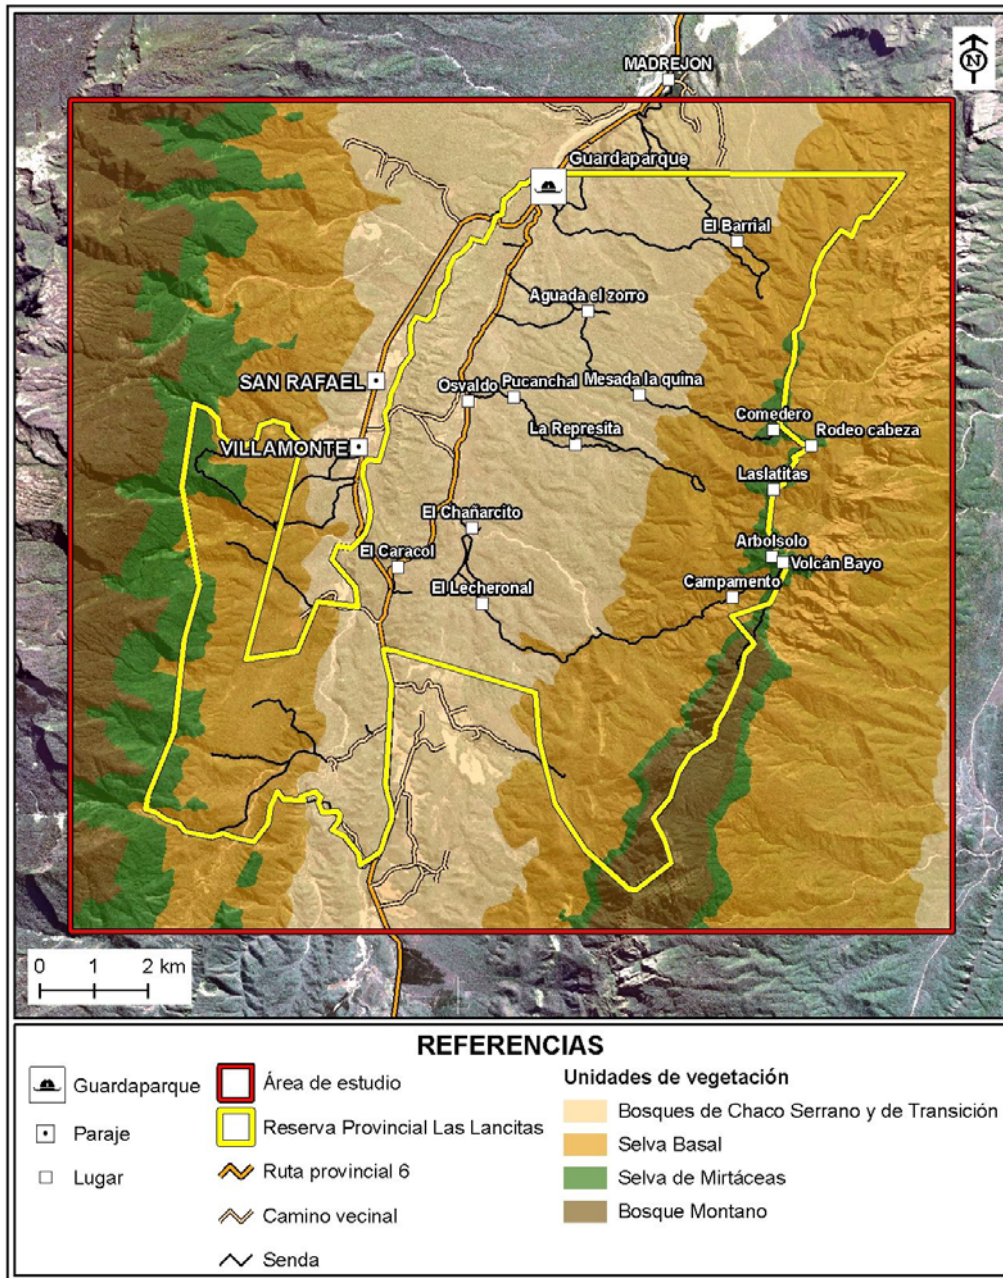 MADREJON
N
Guardaparque
El Barrial
Aguada el zorro
SAN RAFAEL
Osvaldo
Pucanchal
Mesada la quina
Comedero
Rodeo cabeza
La Represita
VILLAMONTE
Laslatitas
El Chañarcito
El Caracol
Arbolsolo
Volcán Bayo
Campamento
El Lecheronal
0 1 2 km
REFERENCIAS
Guardaparque
Paraje
Lugar
Área de estudio
Reserva Provincial Las Lancitas
Ruta provincial 6
Camino vecinal
Senda
Unidades de vegetación
Bosques de Chaco Serrano y de Transición
Selva Basal
Selva de Mirtáceas
Bosque Montano